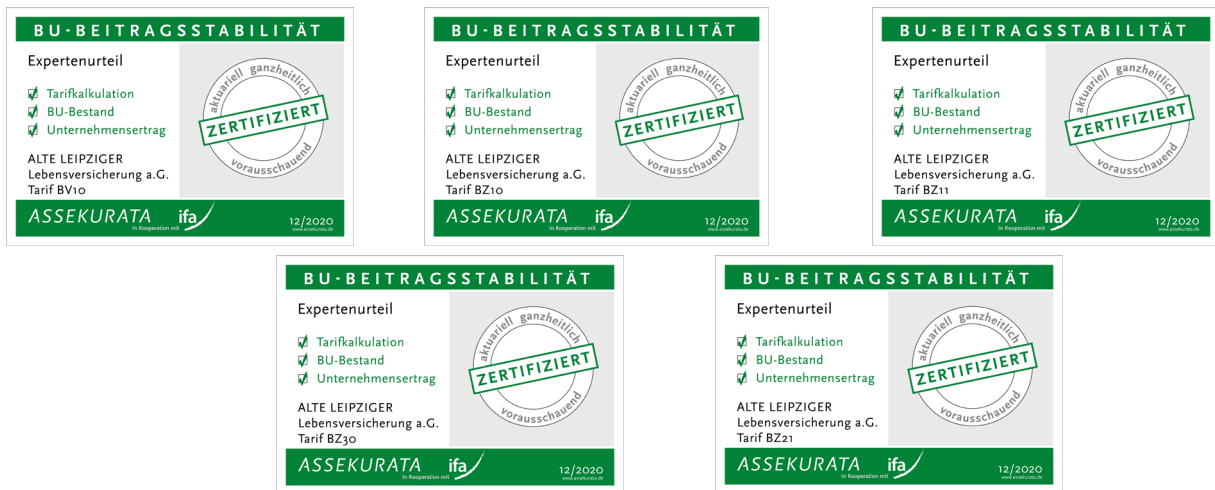 BU-BEITRAGSSTABILITÄT
Expertenurteil
Tarifkalkulation
BU-Bestand
Unternehmensertrag
aktuariell ganzheitlich
ZERTIFIZIERT
vorausschauend
ALTE LEIPZIGER
Lebensversicherung a.G.
Tarif BV10
ASSEKURATA
In Kooperation mit
ifa
12/2020
www.assekurata.de
BU-BEITRAGSSTABILITÄT
Expertenurteil
Tarifkalkulation
BU-Bestand
Unternehmensertrag
aktuariell ganzheitlich
ZERTIFIZIERT
vorausschauend
ALTE LEIPZIGER
Lebensversicherung a.G.
Tarif BZ10
ASSEKURATA
In Kooperation mit
ifa
12/2020
www.assekurata.de
BU-BEITRAGSSTABILITÄT
Expertenurteil
Tarifkalkulation
BU-Bestand
Unternehmensertrag
aktuariell ganzheitlich
ZERTIFIZIERT
vorausschauend
ALTE LEIPZIGER
Lebensversicherung a.G.
Tarif BZ11
ASSEKURATA
In Kooperation mit
ifa
12/2020
www.assekurata.de
BU-BEITRAGSSTABILITÄT
Expertenurteil
Tarifkalkulation
BU-Bestand
Unternehmensertrag
aktuariell ganzheitlich
ZERTIFIZIERT
vorausschauend
ALTE LEIPZIGER
Lebensversicherung a.G.
Tarif BZ30
ASSEKURATA
In Kooperation mit
ifa
12/2020
www.assekurata.de
BU-BEITRAGSSTABILITÄT
Expertenurteil
Tarifkalkulation
BU-Bestand
Unternehmensertrag
aktuariell ganzheitlich
ZERTIFIZIERT
vorausschauend
ALTE LEIPZIGER
Lebensversicherung a.G.
Tarif BZ21
ASSEKURATA
In Kooperation mit
ifa
12/2020
www.assekurata.de